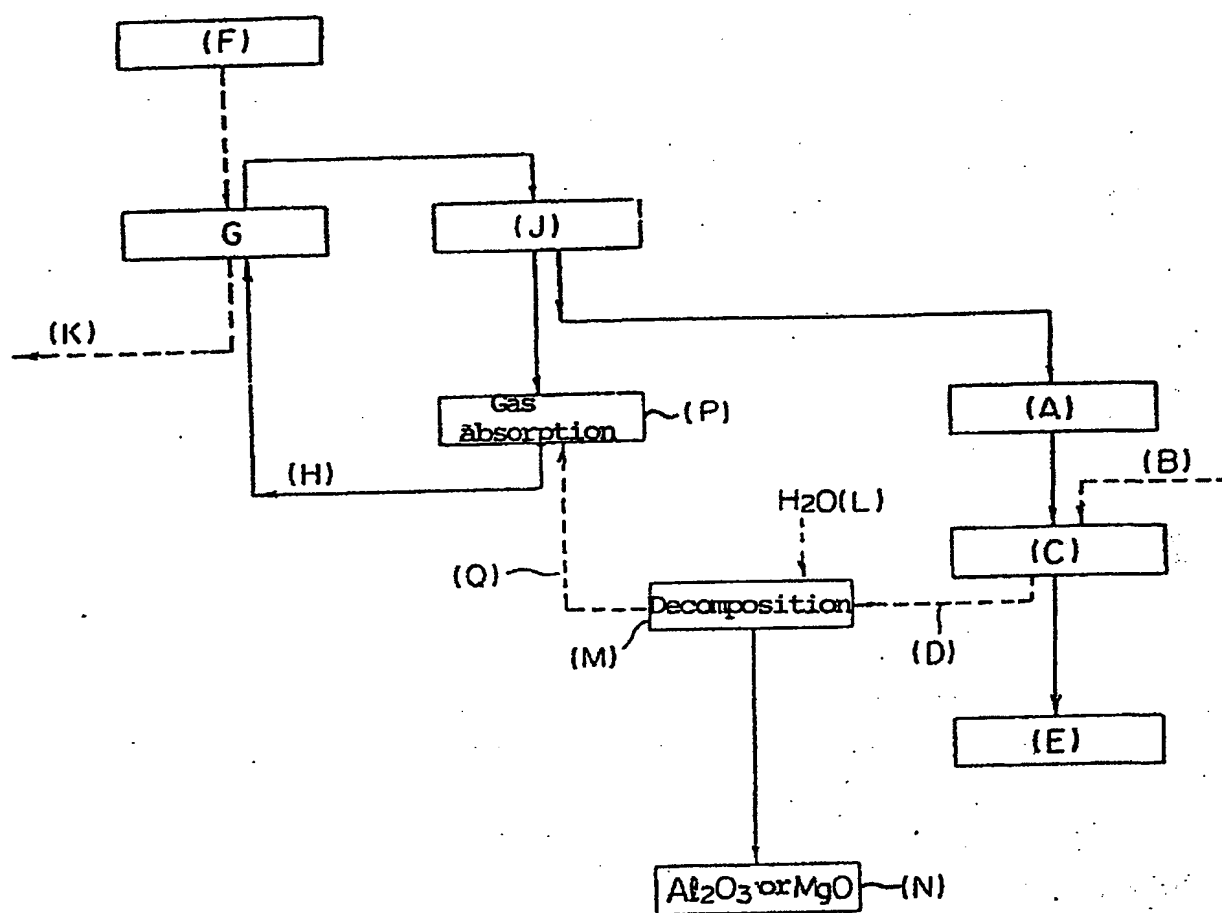 (F)
G
(J)
(K)
(A)
Gas
absorption
(P)
(B)
(H)
H2O(L)
(C)
(Q)
Decomposition
(M)
(D)
(E)
Al2O3 or MgO
(N)